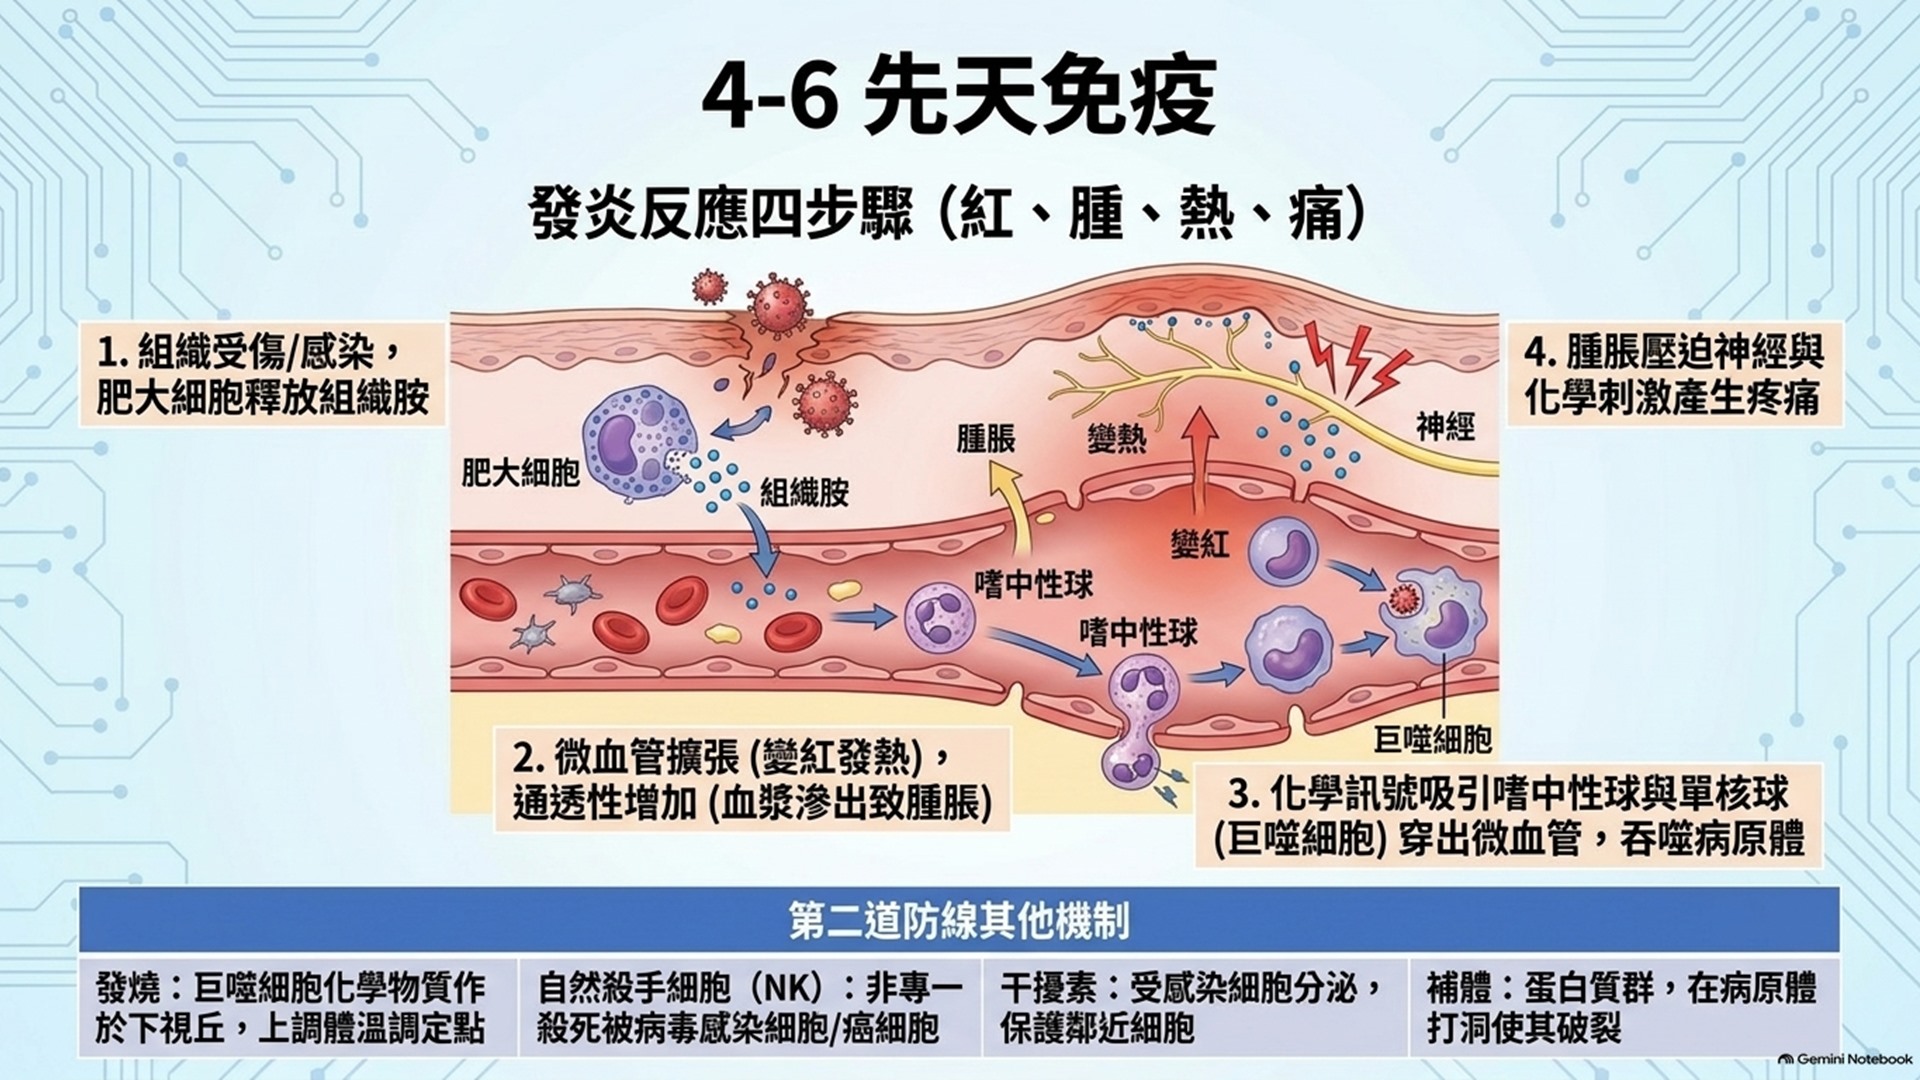 4-6 先天免疫
發炎反應四步驟（紅、腫、熱、痛）
1. 組織受傷/感染，
肥大細胞釋放組織胺
4. 腫脹壓迫神經與
化學刺激產生疼痛
肥大細胞
組織胺
腫脹
變熱
神經
變紅
嗜中性球
嗜中性球
巨噬細胞
2. 微血管擴張 (變紅發熱)，
通透性增加 (血漿滲出致腫脹)
3. 化學訊號吸引嗜中性球與單核球
(巨噬細胞) 穿出微血管，吞噬病原體
第二道防線其他機制
發燒：巨噬細胞化學物質作
於下視丘，上調體溫調定點
自然殺手細胞（NK）：非專一
殺死被病毒感染細胞/癌細胞
干擾素：受感染細胞分泌，
保護鄰近細胞
補體：蛋白質群，在病原體
打洞使其破裂
Gemini Notebook